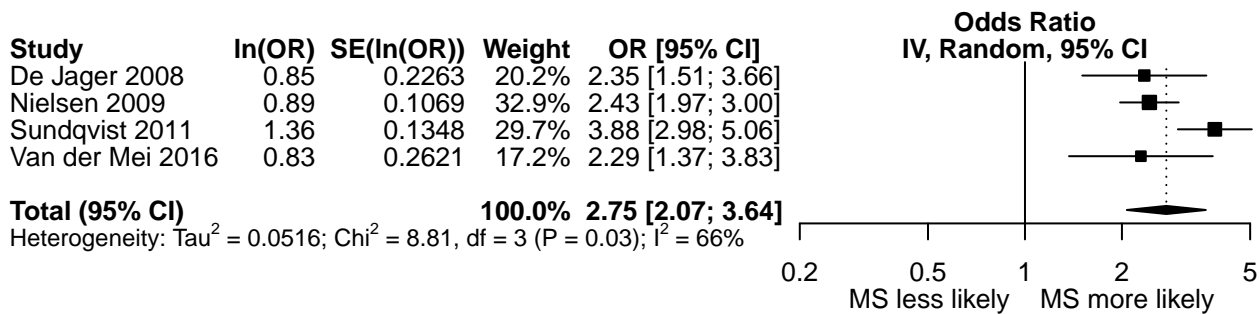 Odds Ratio
Study ln(OR) SE(ln(OR)) Weight OR [95% CI] IV, Random, 95% CI
De Jager 2008 0.85 0.2263 20.2% 2.35 [1.51; 3.66]
Nielsen 2009 0.89 0.1069 32.9% 2.43 [1.97; 3.00]
Sundqvist 2011 1.36 0.1348 29.7% 3.88 [2.98; 5.06]
Van der Mei 2016 0.83 0.2621 17.2% 2.29 [1.37; 3.83]
Total (95% CI) 100.0% 2.75 [2.07; 3.64]
Heterogeneity: Tau² = 0.0516; Chi² = 8.81, df = 3 (P = 0.03); I² = 66%
0.2 0.5 1 2 5
MS less likely MS more likely